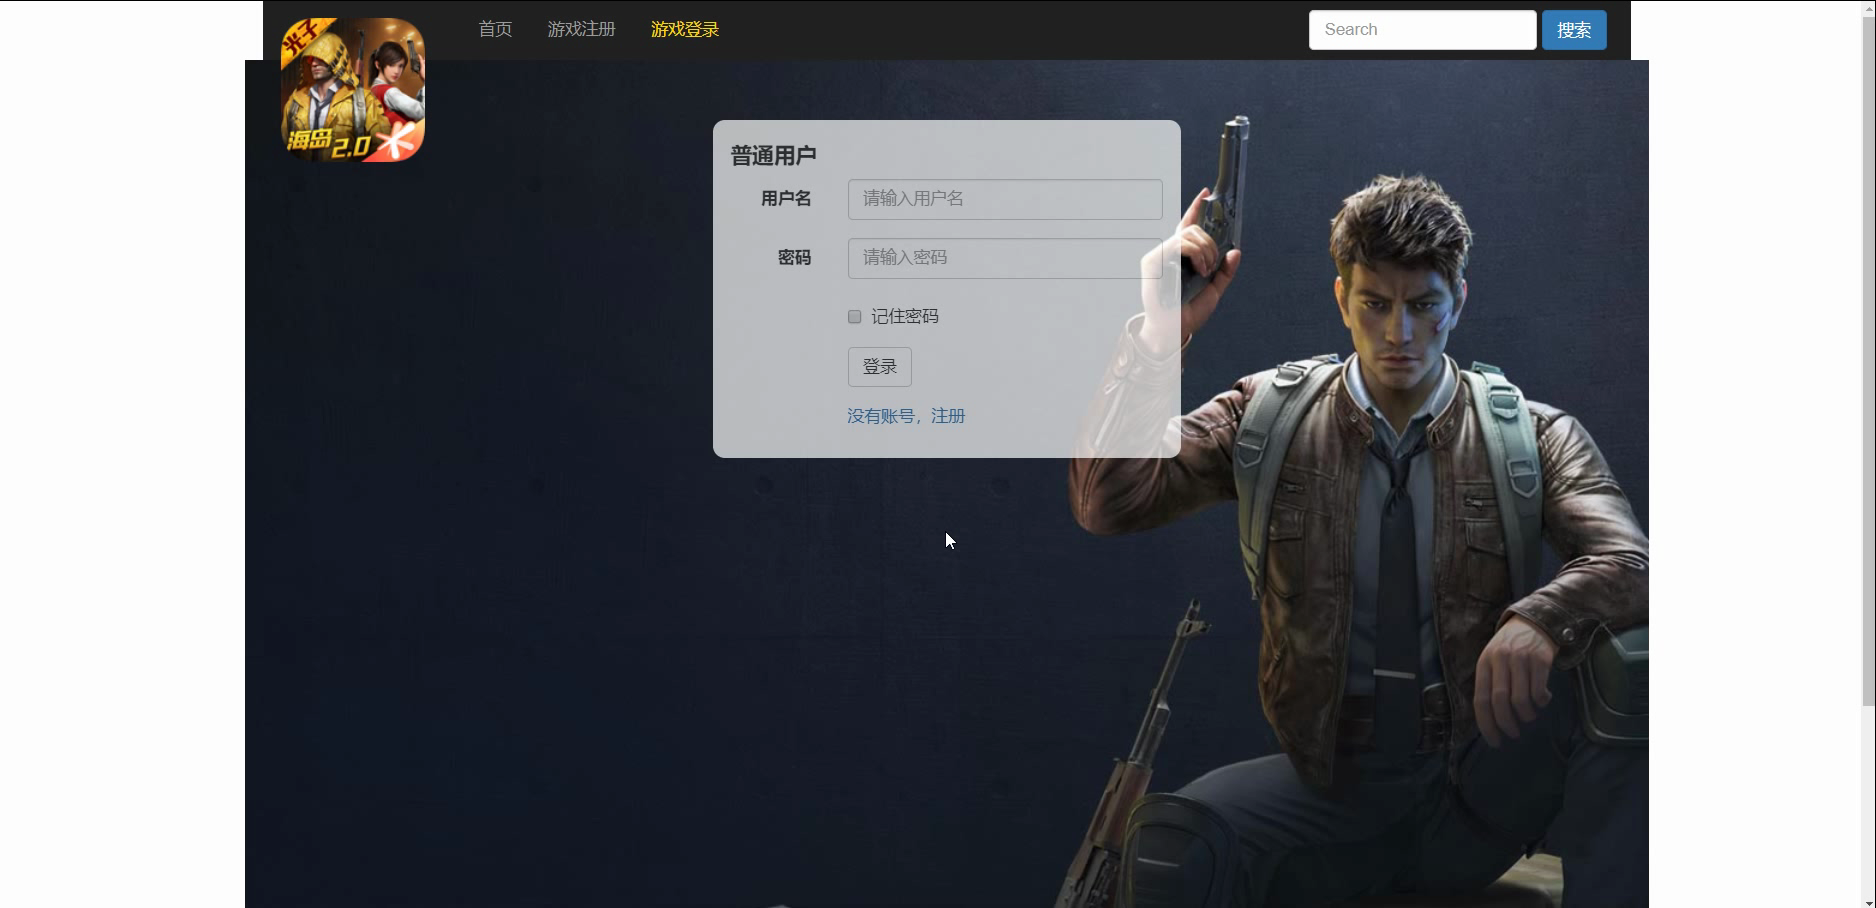 光子
海岛2.0
首页
游戏注册
游戏登录
Search
搜索
普通用户
用户名
请输入用户名
密码
请输入密码
记住密码
登录
没有账号，注册